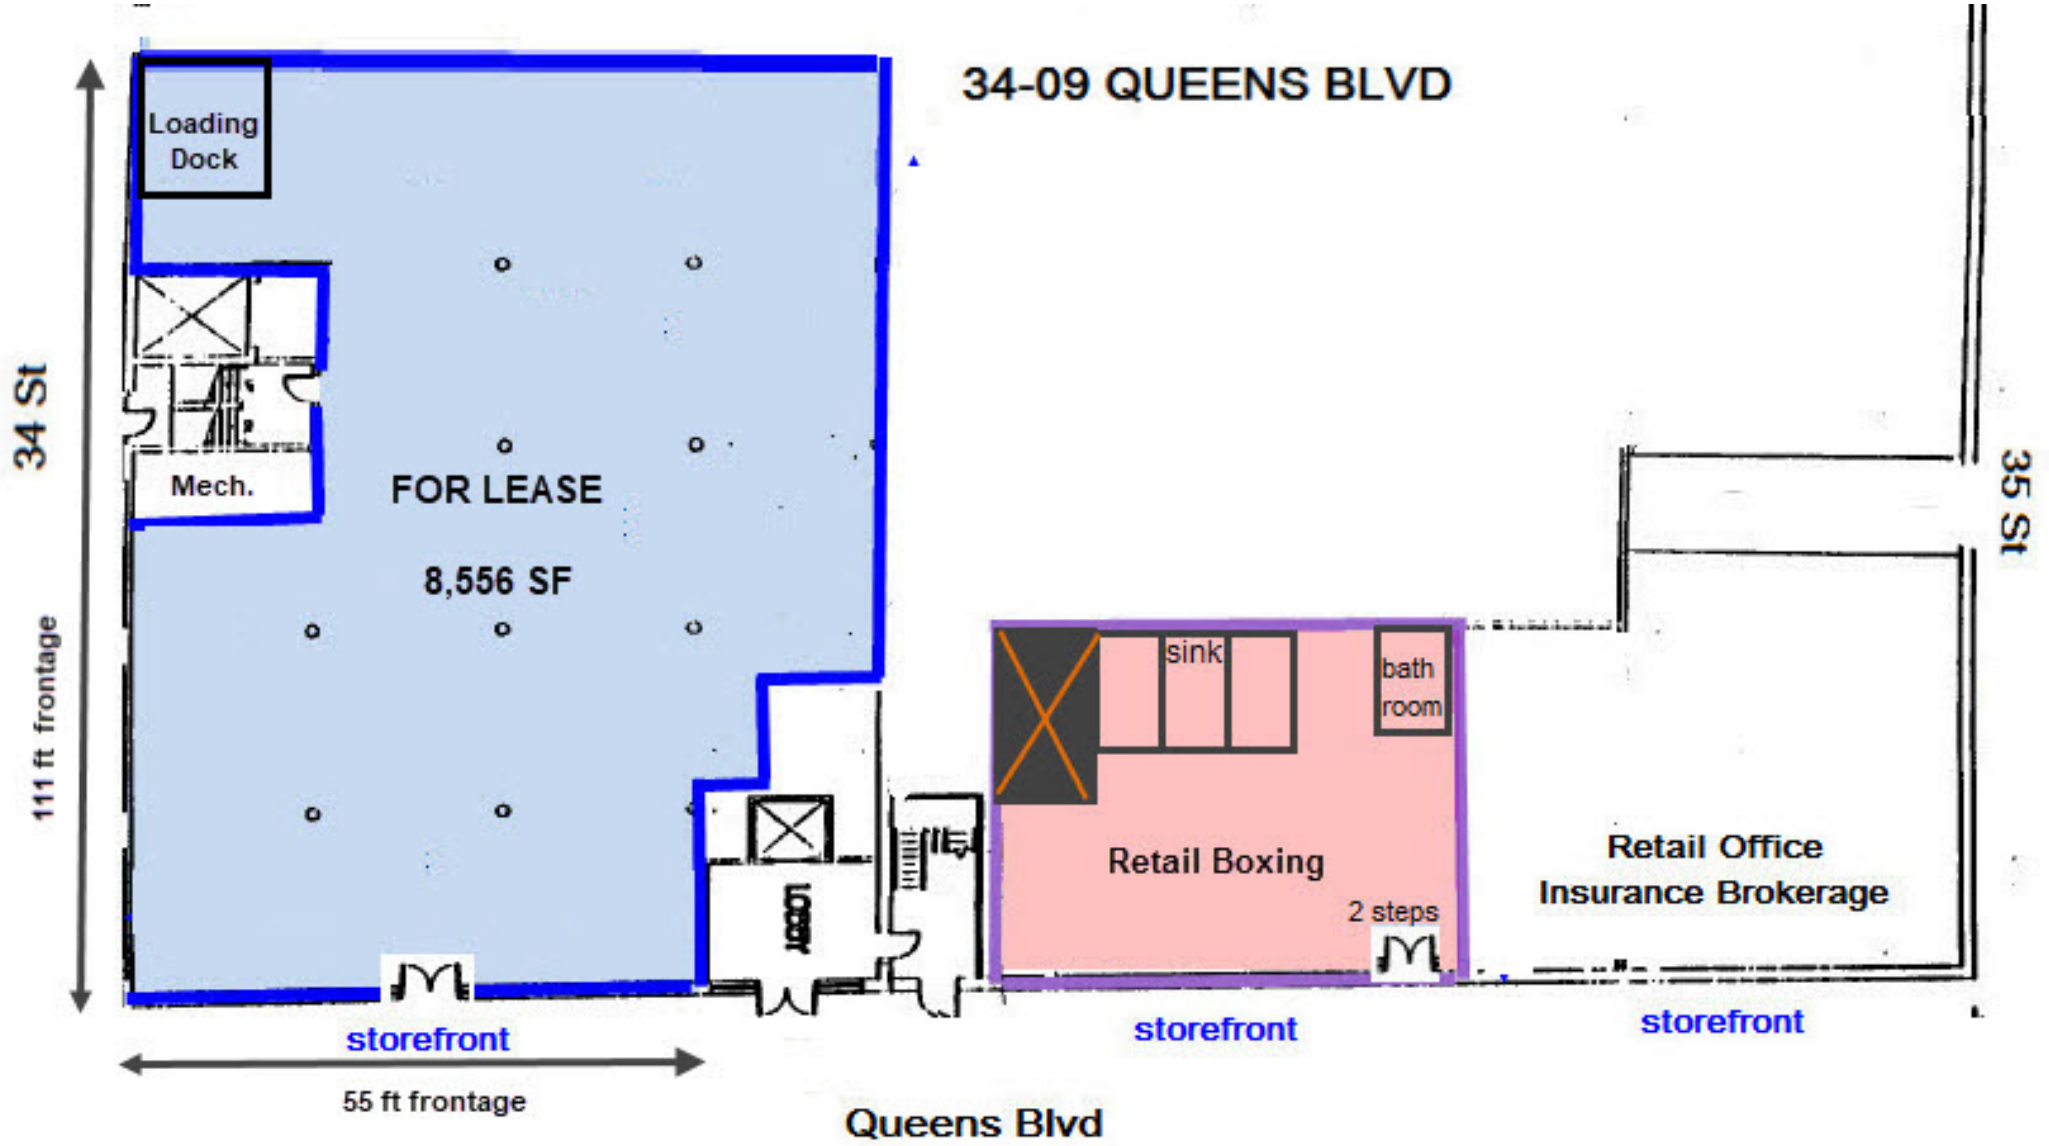 34-09 QUEENS BLVD
Loading
Dock
34 St
Mech.
FOR LEASE
8,556 SF
35 St
111 ft frontage
sink
bath
room
Retail Boxing
2 steps
Retail Office
Insurance Brokerage
LOBBY
storefront
storefront
storefront
55 ft frontage
Queens Blvd